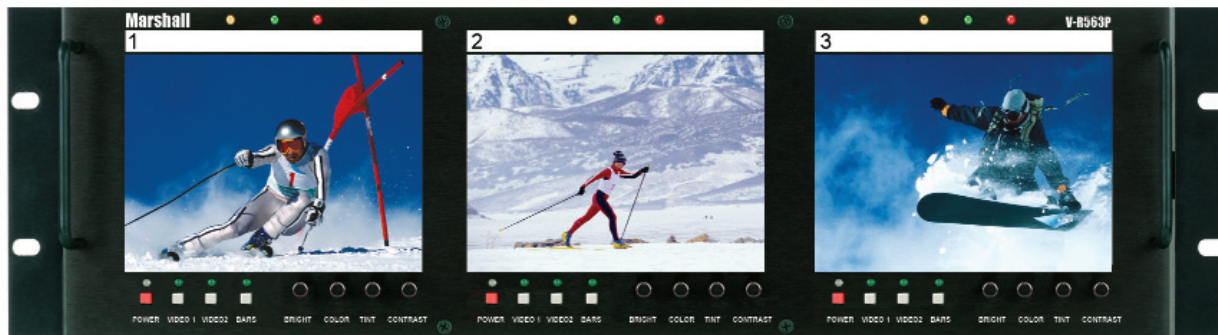 Marshall
V-R563P
1
2
3
1
POWER VIDEO 1 VIDEO2 BARS BRIGHT COLOR TINT CONTRAST
POWER VIDEO 1 VIDEO2 BARS BRIGHT COLOR TINT CONTRAST
POWER VIDEO 1 VIDEO2 BARS BRIGHT COLOR TINT CONTRAST